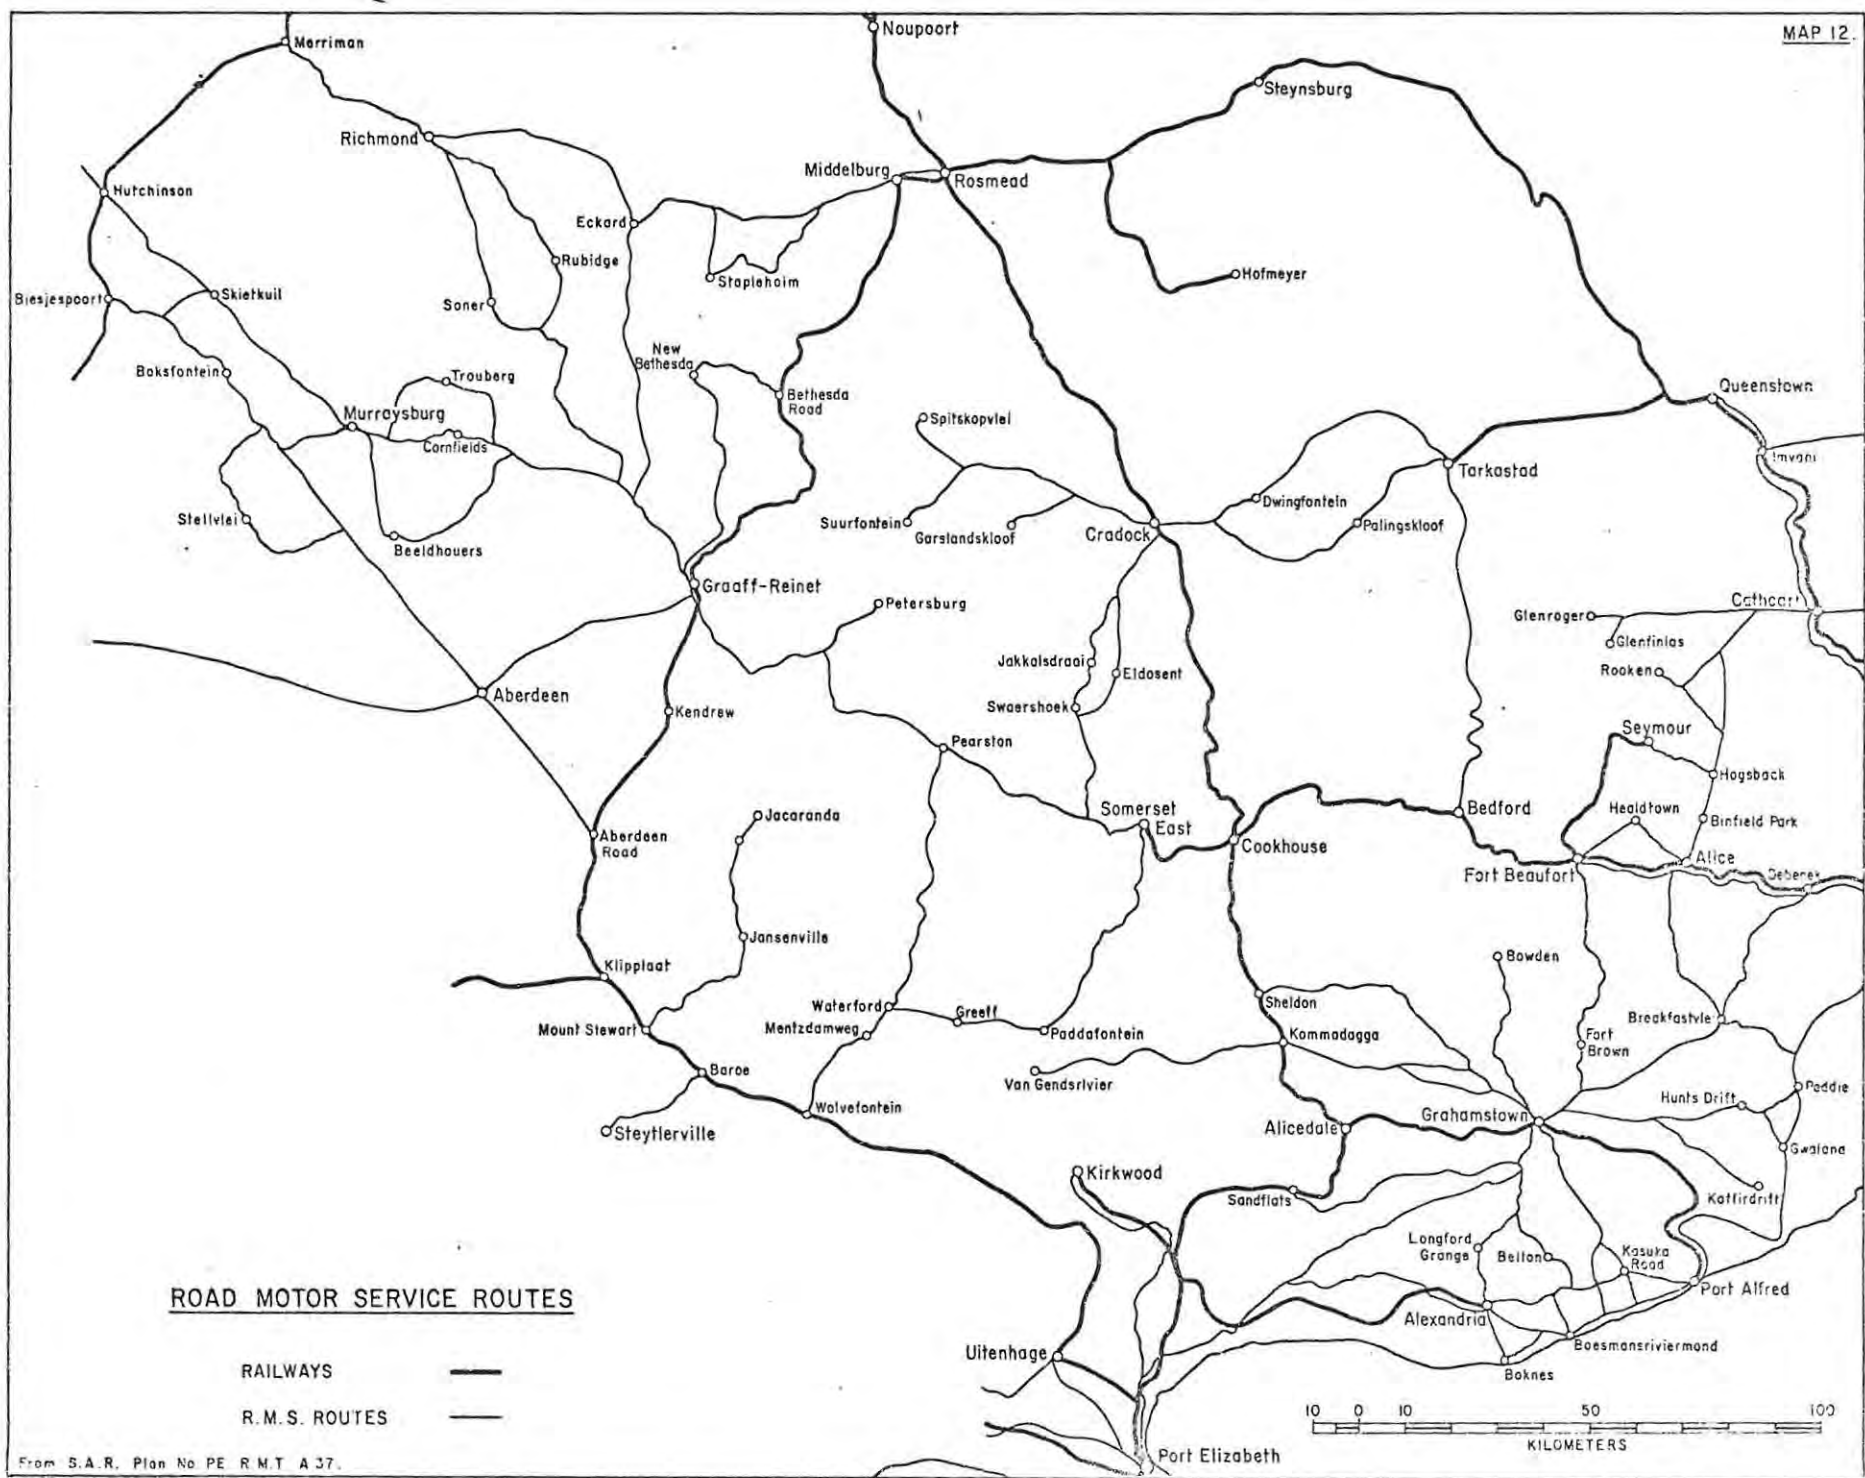 MAP 12.
Noupoort
Merriman
Steynsburg
Richmond
Middelburg
Rosmead
Hutchinson
Eckard
Rubidge
Stapleheim
Hofmeyer
Skietkuil
Biesjespoort
Soner
New
Bethesda
Bethesda
Road
Boksfontein
Trouberg
Queenstown
Murraysburg
Cornfields
Spitskopvlei
Imvani
Tarkastad
Dwingfontein
Palingskloof
Stellvlei
Beeldhouers
Suurfontein
Garslandskloof
Cradock
Graaff-Reinet
Petersburg
Cathcart
Glenroger
Glenfinlas
Rooken
Jakkalsdraai
Eldosent
Aberdeen
Kendrew
Swaershoek
Seymour
Pearston
Hogsback
Jacaranda
Somerset
East
Bedford
Healdtown
Binfield Park
Aberdeen
Road
Cookhouse
Fort Beaufort
Alice
Debenek
Jansenville
Klipplaat
Bowden
Waterford
Greeff
Sheldon
Mount Stewart
Mentzdamweg
Paddafontein
Kommadagga
Breakfastvle
Fort
Brown
Baroe
Van Gendsrivier
Peddie
Hunts Drift
Wolvefontein
Steytlerville
Alicedale
Grahamstown
Gwalana
Kirkwood
Sandflats
Kaffirdrift
Longford
Grange
Belton
Kasuka
Road
Port Alfred
Alexandria
Boesmansriviermond
Boknes
Uitenhage
Port Elizabeth
ROAD MOTOR SERVICE ROUTES
RAILWAYS
R.M.S. ROUTES
10 0 10 50 100
KILOMETERS
From S.A.R. Plan No PE R.M.T A 37.